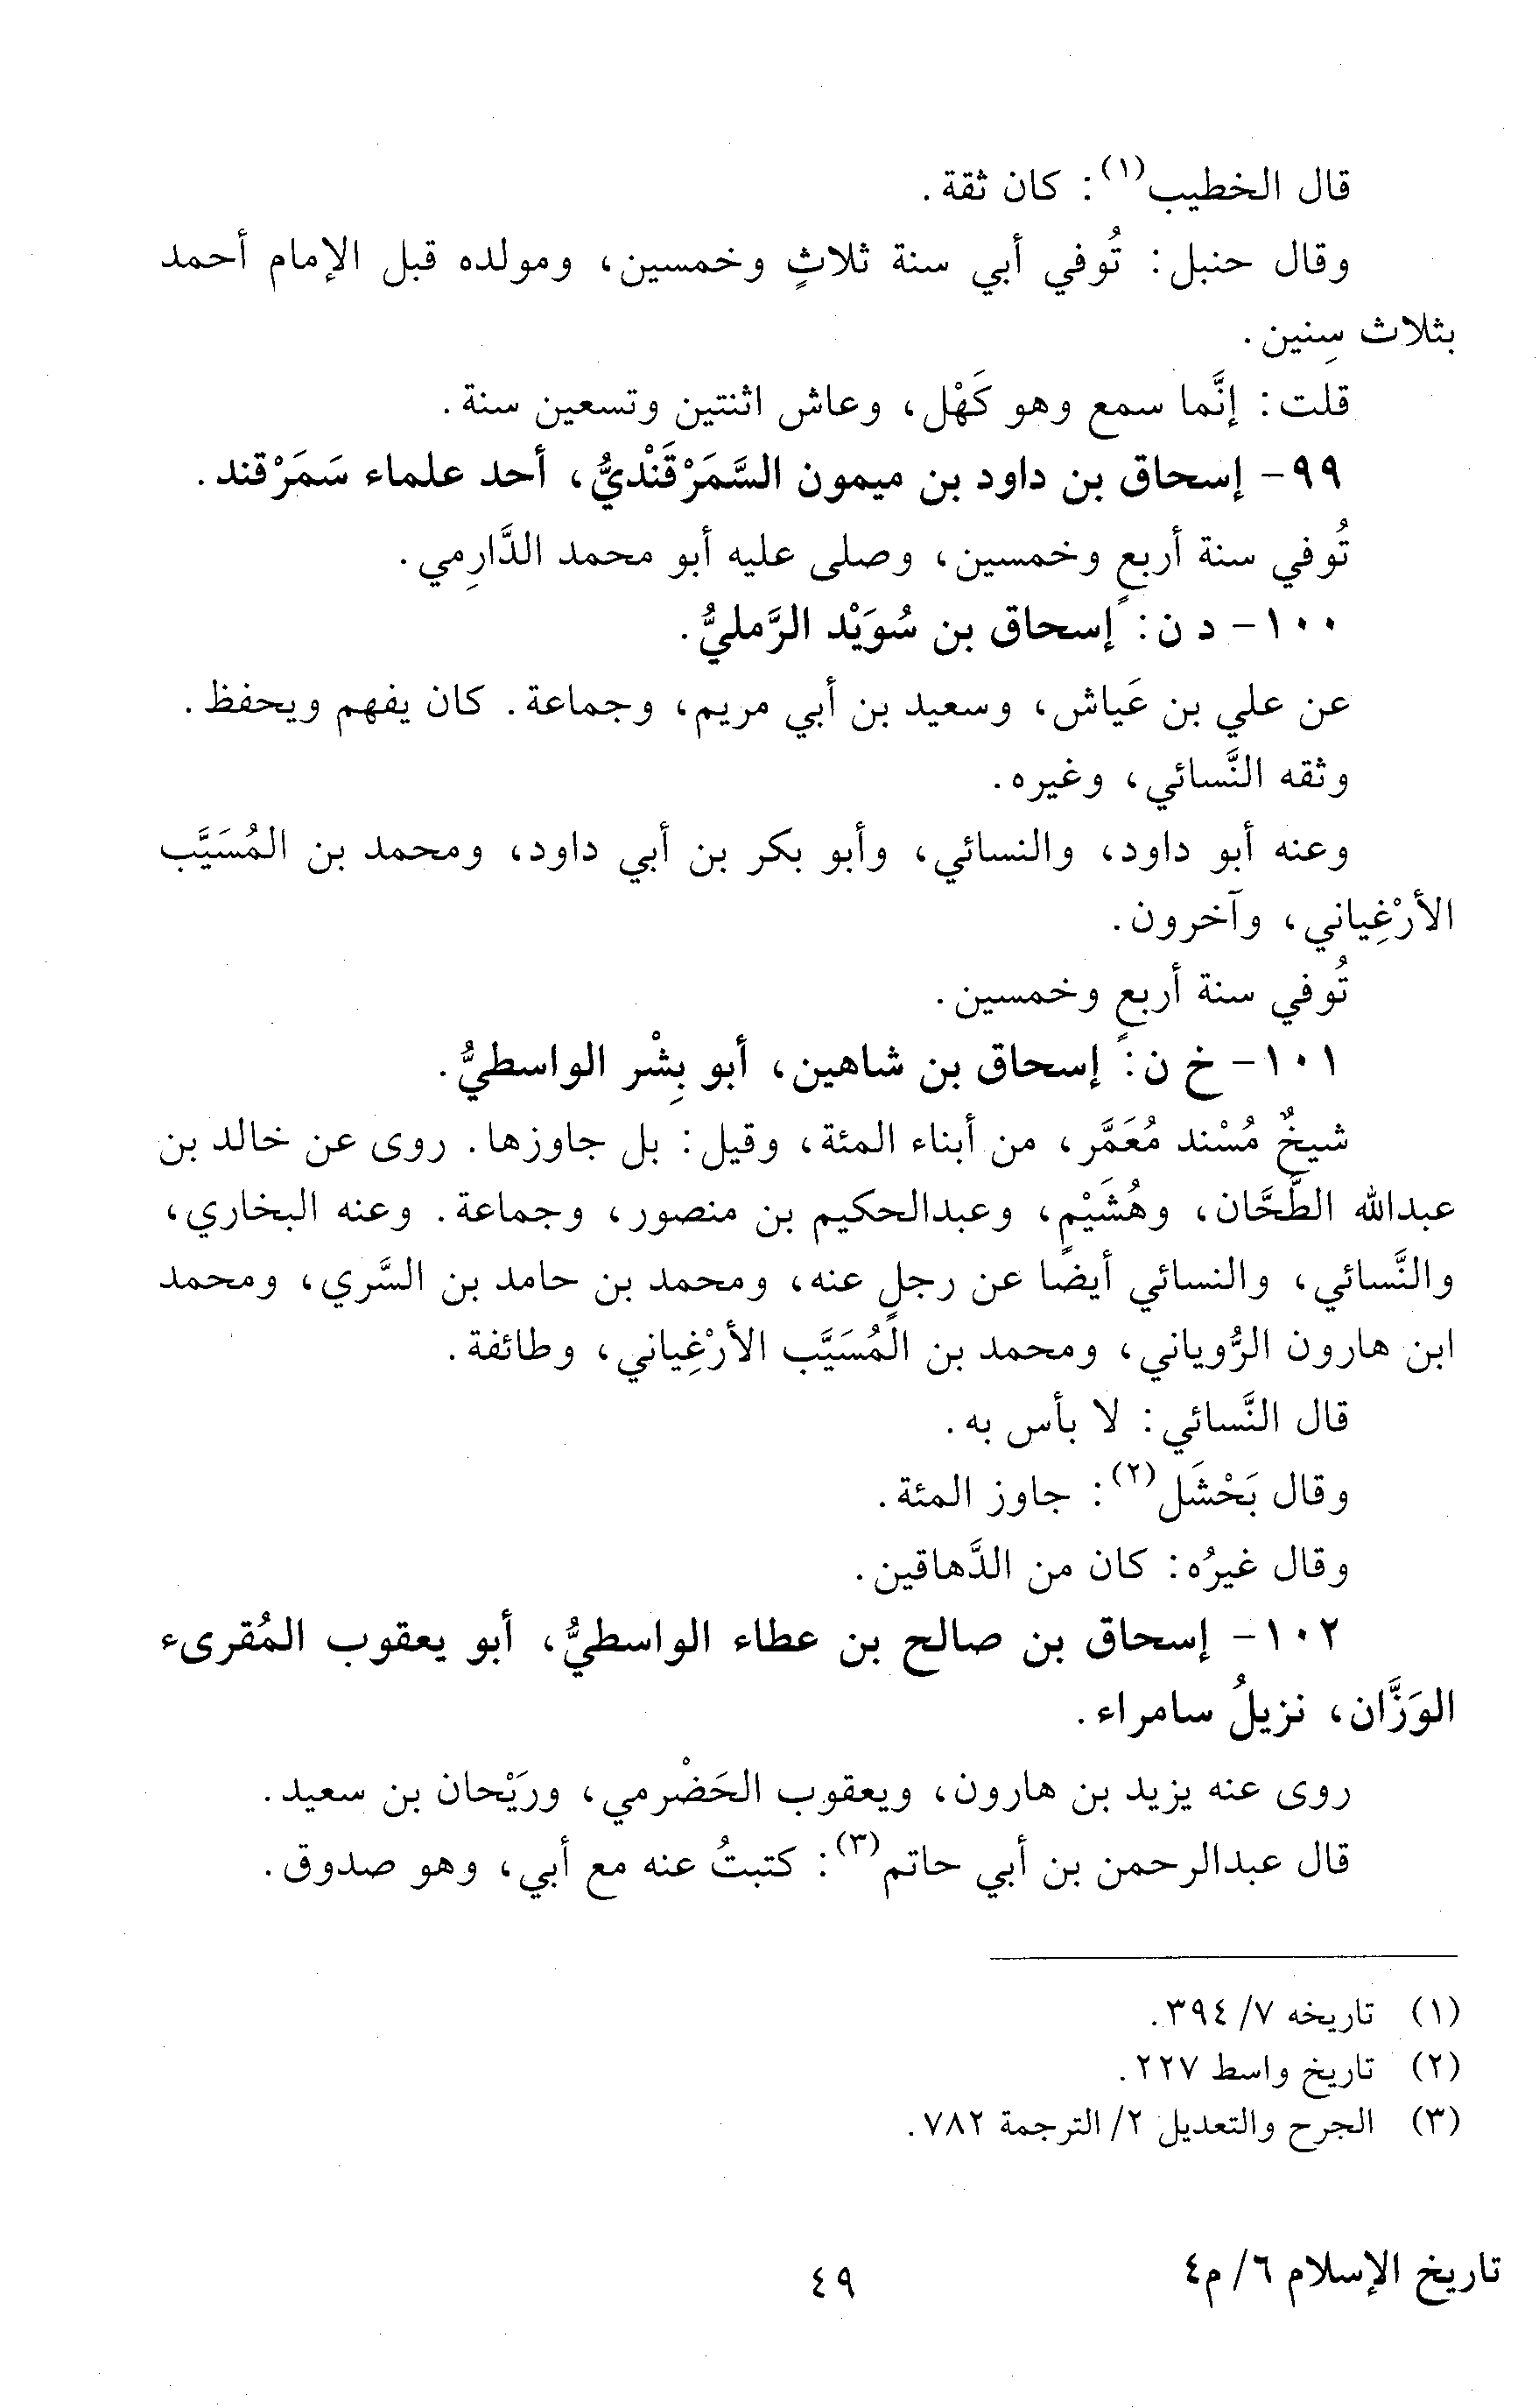 قال الخطيب(١): كان ثقة.
وقال حنبل: تُوفي أبي سنة ثلاثٍ وخمسين، ومولده قبل الإمام أحمد
بثلاث سِنين.
قلت: إنَّما سمع وهو كَهْل، وعاش اثنتين وتسعين سنة.
٩٩- إسحاق بن داود بن ميمون السَّمَرْقَنْديُّ، أحد علماء سَمَرْقند.
تُوفي سنة أربعٍ وخمسين، وصلى عليه أبو محمد الدَّارِمي.
١٠٠- د ن: إسحاق بن سُوَيْد الرَّمليُّ.
عن علي بن عَياش، وسعيد بن أبي مريم، وجماعة. كان يفهم ويحفظ.
وثقه النَّسائي، وغيره.
وعنه أبو داود، والنسائي، وأبو بكر بن أبي داود، ومحمد بن المُسَيَّب
الأرْغِياني، وآخرون.
تُوفي سنة أربعٍ وخمسين.
١٠١- خ ن: إسحاق بن شاهين، أبو بِشْر الواسطيُّ.
شيخٌ مُسْند مُعَمَّر، من أبناء المئة، وقيل: بل جاوزها. روى عن خالد بن
عبدالله الطَّحَّان، وهُشَيْم، وعبدالحكيم بن منصور، وجماعة. وعنه البخاري،
والنَّسائي، والنسائي أيضًا عن رجلٍ عنه، ومحمد بن حامد بن السَّري، ومحمد
ابن هارون الرُّوياني، ومحمد بن المُسَيَّب الأرْغِياني، وطائفة.
قال النَّسائي: لا بأس به.
وقال بَحْشَل(٢): جاوز المئة.
وقال غيرُه: كان من الدَّهاقين.
١٠٢- إسحاق بن صالح بن عطاء الواسطيُّ، أبو يعقوب المُقرىء
الوَزَّان، نزيلُ سامراء.
روى عنه يزيد بن هارون، ويعقوب الحَضْرمي، ورَيْحان بن سعيد.
قال عبدالرحمن بن أبي حاتم(٣): كتبتُ عنه مع أبي، وهو صدوق.
(١) تاريخه ٧/ ٣٩٤.
(٢) تاريخ واسط ٢٢٧.
(٣) الجرح والتعديل ٢/ الترجمة ٧٨٢.
تاريخ الإسلام ٦/ م٤
٤٩